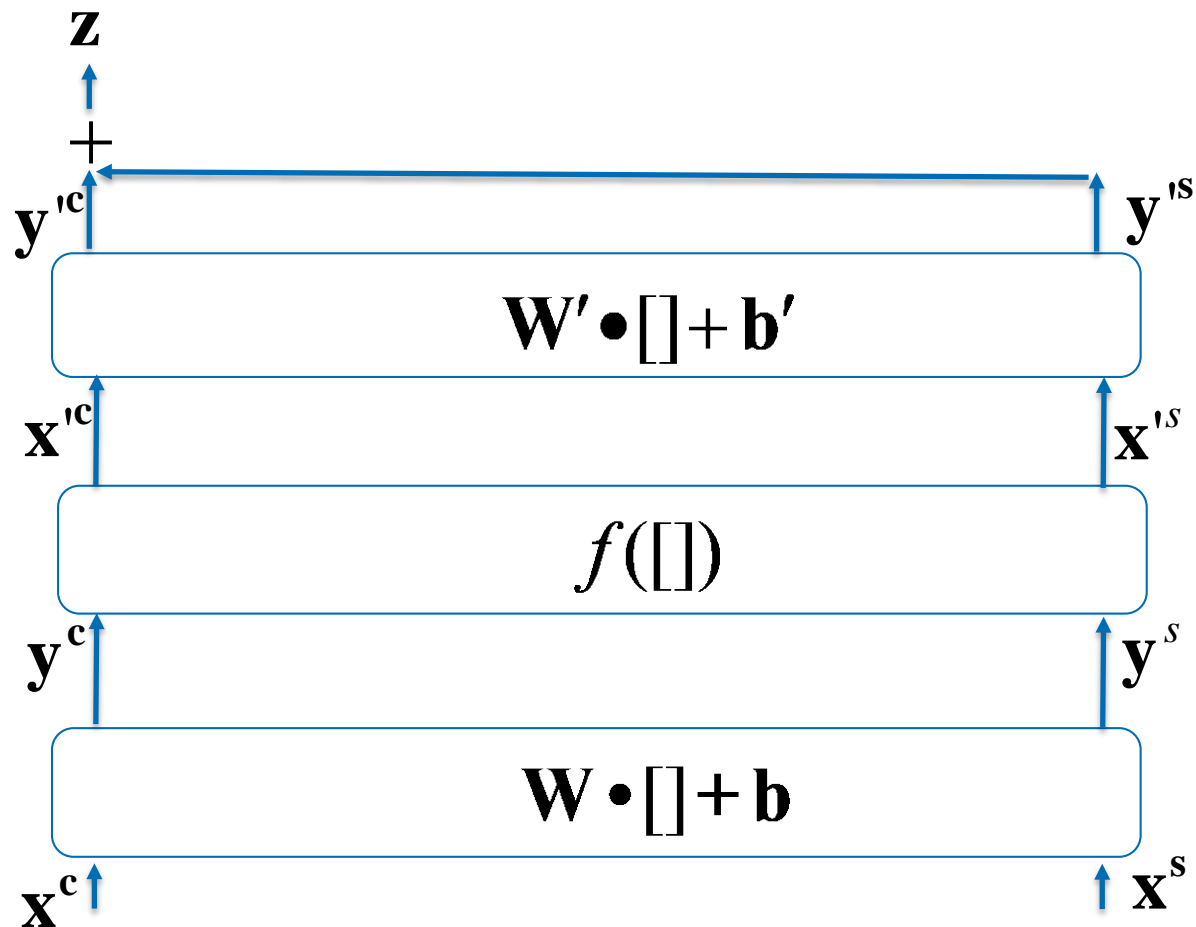 z
+
y'ᶜ y'ˢ
W′•[]+b′
x'ᶜ x'ˢ
f([])
yᶜ yˢ
W•[]+b
xᶜ xˢ